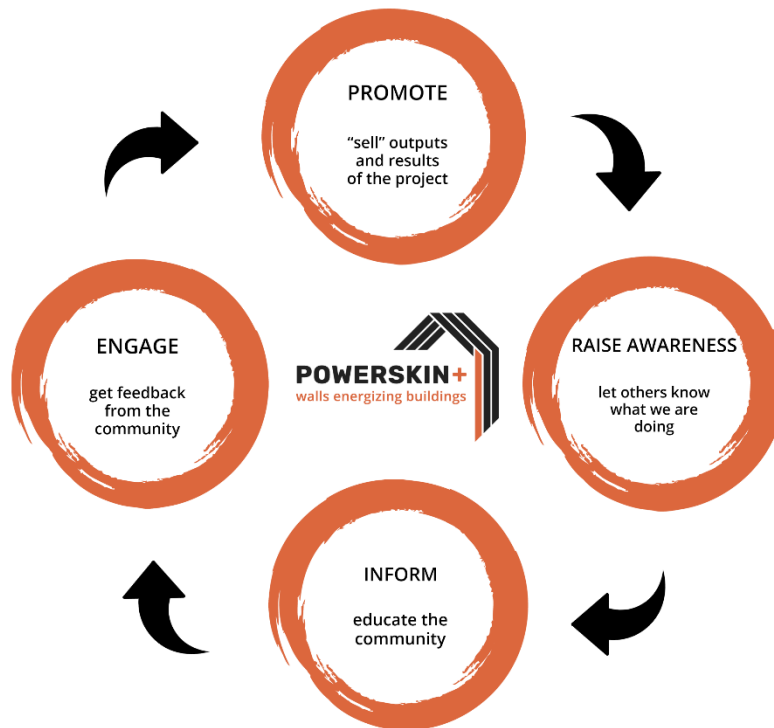 PROMOTE
“sell” outputs
and results
of the project
ENGAGE
get feedback
from the
community
POWERSKIN+
walls energizing buildings
RAISE AWARENESS
let others know
what we are
doing
INFORM
educate the
community